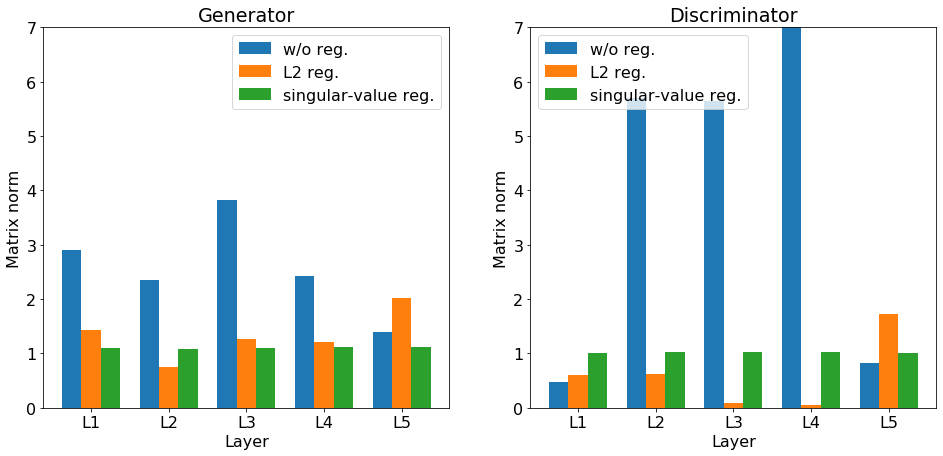 Generator
7
6
5
4
3
2
1
0
Matrix norm
w/o reg.
L2 reg.
singular-value reg.
L1 L2 L3 L4 L5
Layer
Discriminator
7
6
5
4
3
2
1
0
Matrix norm
w/o reg.
L2 reg.
singular-value reg.
L1 L2 L3 L4 L5
Layer